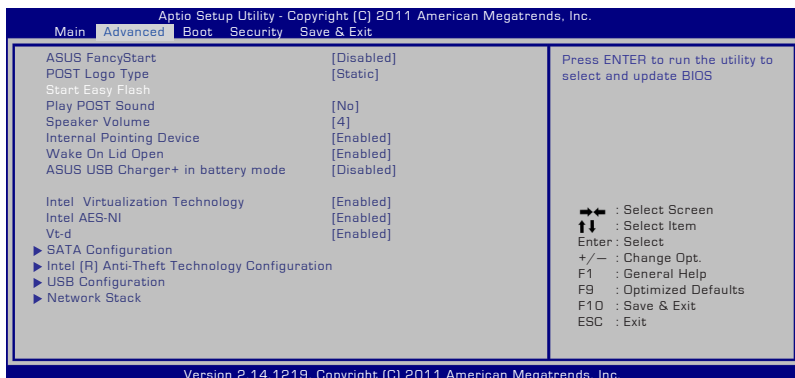 Aptio Setup Utility - Copyright (C) 2011 American Megatrends, Inc.
Main Advanced Boot Security Save & Exit
ASUS FancyStart [Disabled]
POST Logo Type [Static]
Start Easy Flash
Play POST Sound [No]
Speaker Volume [4]
Internal Pointing Device [Enabled]
Wake On Lid Open [Enabled]
ASUS USB Charger+ in battery mode [Disabled]
Intel Virtualization Technology [Enabled]
Intel AES-NI [Enabled]
Vt-d [Enabled]
SATA Configuration
Intel (R) Anti-Theft Technology Configuration
USB Configuration
Network Stack
Press ENTER to run the utility to
select and update BIOS
→← : Select Screen
↑↓ : Select Item
Enter : Select
+/— : Change Opt.
F1 : General Help
F9 : Optimized Defaults
F10 : Save & Exit
ESC : Exit
Version 2.14.1219. Copyright (C) 2011 American Megatrends, Inc.